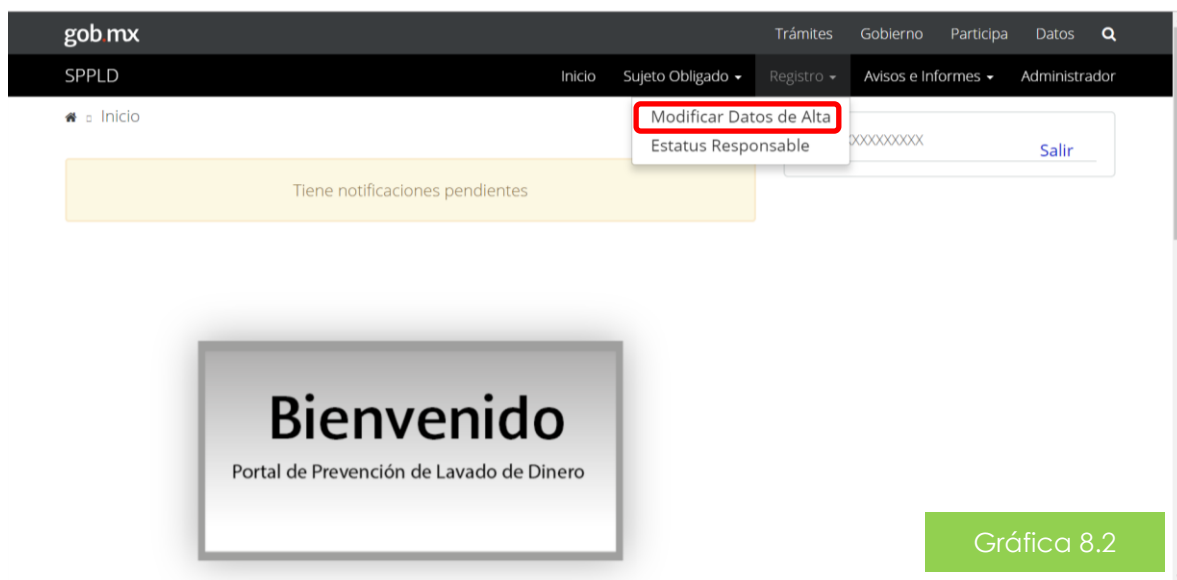 gob.mx Trámites Gobierno Participa Datos
SPPLD Inicio Sujeto Obligado Registro Avisos e Informes Administrador
Inicio
Modificar Datos de Alta
Estatus Responsable
XXXXXXXXXX
Salir
Tiene notificaciones pendientes
Bienvenido
Portal de Prevención de Lavado de Dinero
Gráfica 8.2